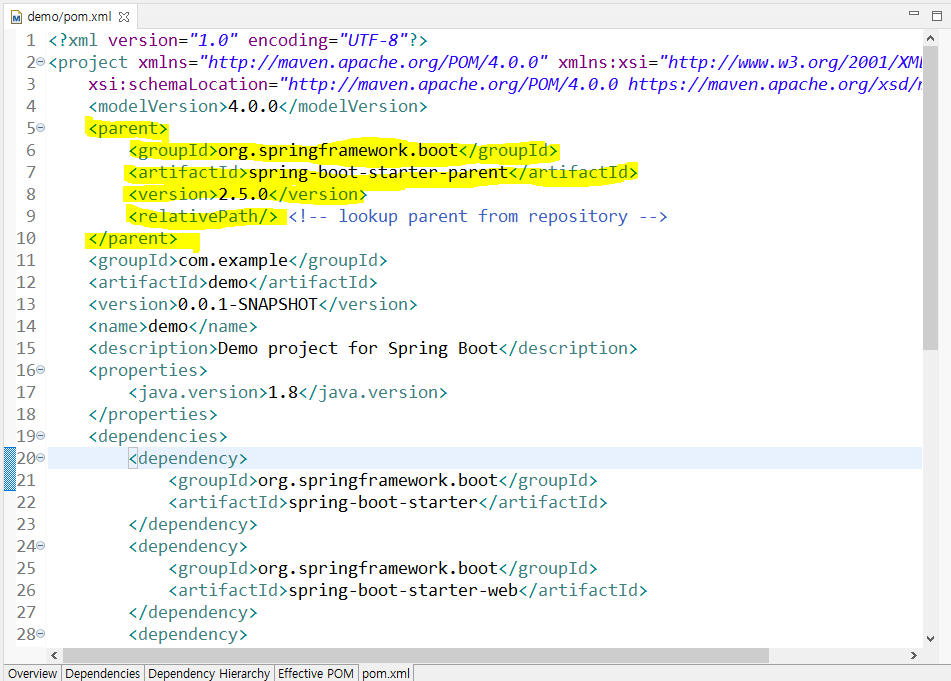 demo/pom.xml
1 <?xml version="1.0" encoding="UTF-8"?>
2 <project xmlns="http://maven.apache.org/POM/4.0.0" xmlns:xsi="http://www.w3.org/2001/XML
3 xsi:schemaLocation="http://maven.apache.org/POM/4.0.0 https://maven.apache.org/xsd/
4 <modelVersion>4.0.0</modelVersion>
5 <parent>
6 <groupId>org.springframework.boot</groupId>
7 <artifactId>spring-boot-starter-parent</artifactId>
8 <version>2.5.0</version>
9 <relativePath/> <!-- lookup parent from repository -->
10 </parent>
11 <groupId>com.example</groupId>
12 <artifactId>demo</artifactId>
13 <version>0.0.1-SNAPSHOT</version>
14 <name>demo</name>
15 <description>Demo project for Spring Boot</description>
16 <properties>
17 <java.version>1.8</java.version>
18 </properties>
19 <dependencies>
20 <dependency>
21 <groupId>org.springframework.boot</groupId>
22 <artifactId>spring-boot-starter</artifactId>
23 </dependency>
24 <dependency>
25 <groupId>org.springframework.boot</groupId>
26 <artifactId>spring-boot-starter-web</artifactId>
27 </dependency>
28 <dependency>
Overview Dependencies Dependency Hierarchy Effective POM pom.xml